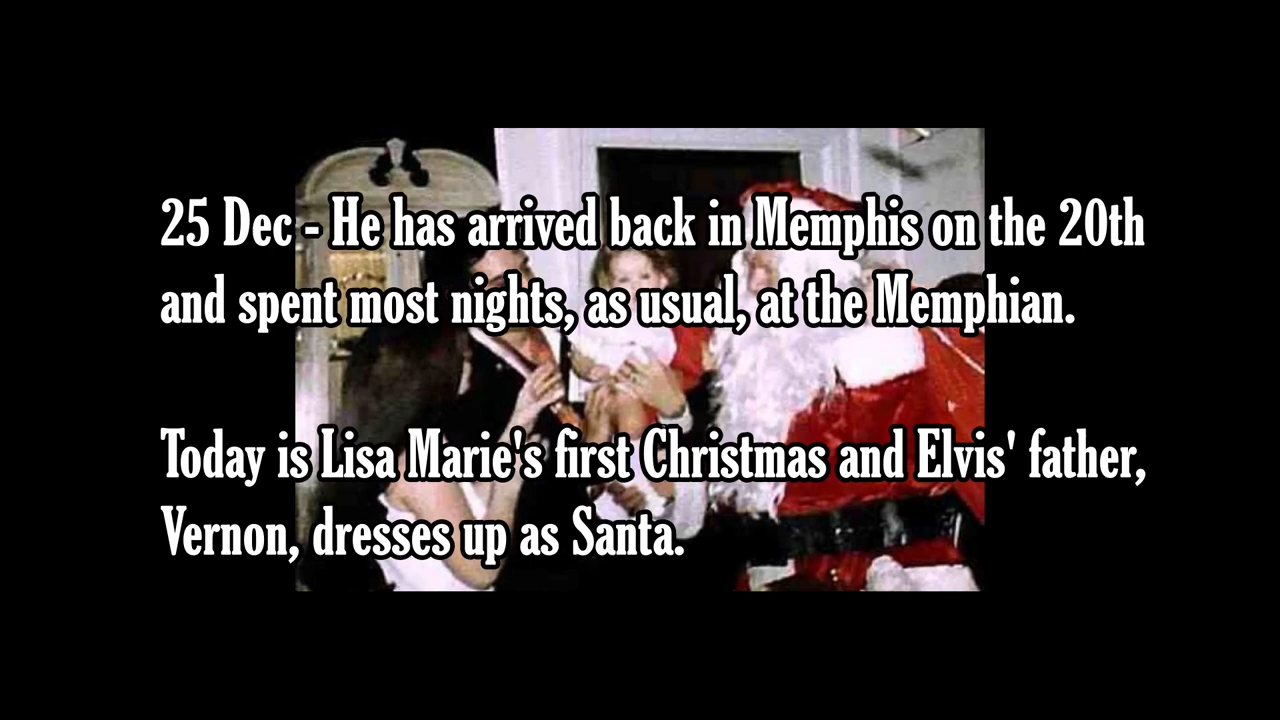 25 Dec - He has arrived back in Memphis on the 20th
and spent most nights, as usual, at the Memphian.
Today is Lisa Marie's first Christmas and Elvis' father,
Vernon, dresses up as Santa.